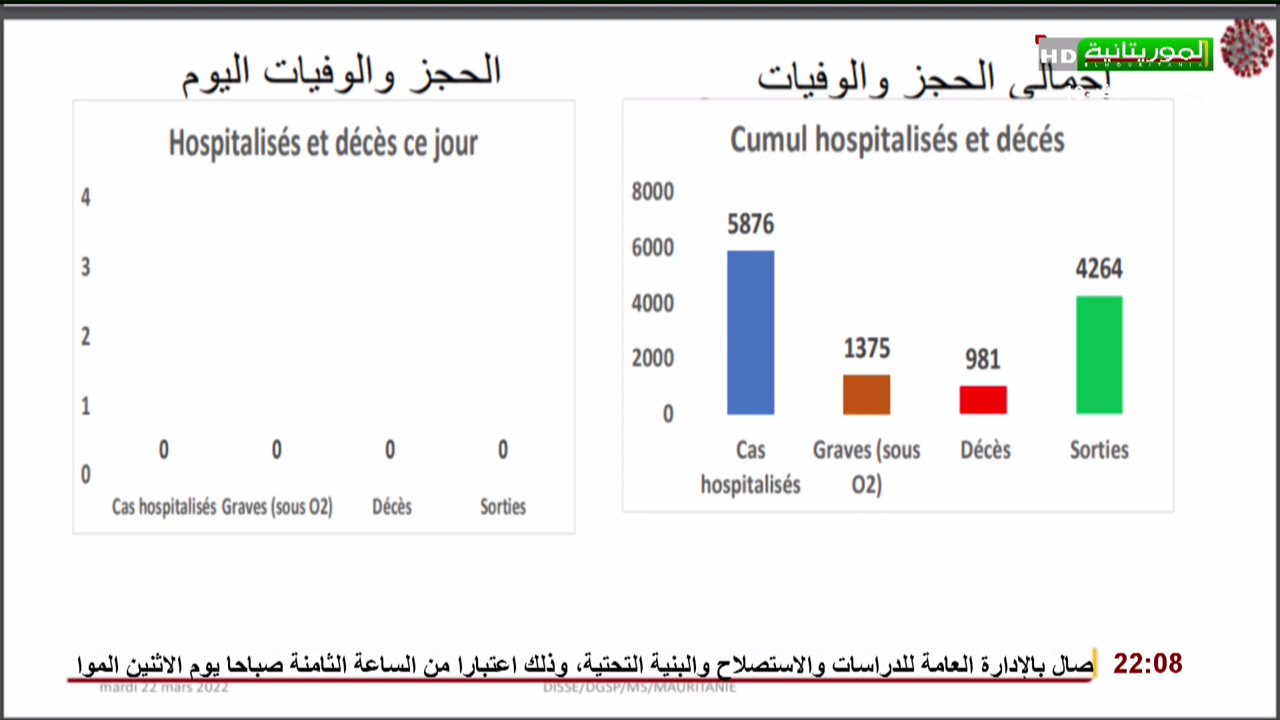 HD الموريتانية
ELMOURITANIA
الحجز والوفيات اليوم
Hospitalisés et décès ce jour
4
3
2
1
0
0 0 0 0
Cas hospitalisés Graves (sous O2) Décès Sorties
إجمالي الحجز والوفيات
Cumul hospitalisés et décés
8000
6000
4000
2000
0
5876
1375
981
4264
Cas hospitalisés
Graves (sous O2)
Décès
Sorties
صال بالإدارة العامة للدراسات والاستصلاح والبنية التحتية، وذلك اعتبارا من الساعة الثامنة صباحا يوم الاثنين الموا
22:08
mardi 22 mars 2022
DISSE/DGSP/MS/MAURITANIE